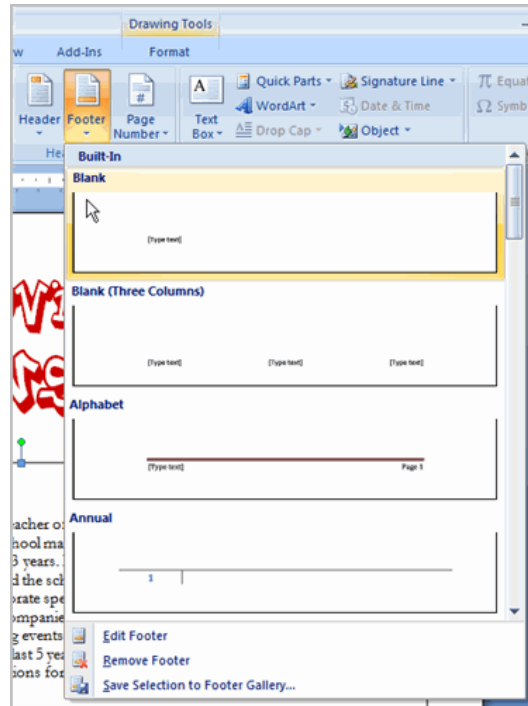 Drawing Tools
w Add-Ins Format
Header Footer Page Number Text Box Quick Parts Signature Line Equa
WordArt Date & Time Symb
Drop Cap Object
Hea
Built-In
Blank
[Type text]
Blank (Three Columns)
[Type text] [Type text] [Type text]
Alphabet
[Type text] Page 1
Annual
1
eacher o
hool ma
3 years.
d the sch
orate spe
ompanie
g events
last 5 yea
ions for
Edit Footer
Remove Footer
Save Selection to Footer Gallery...